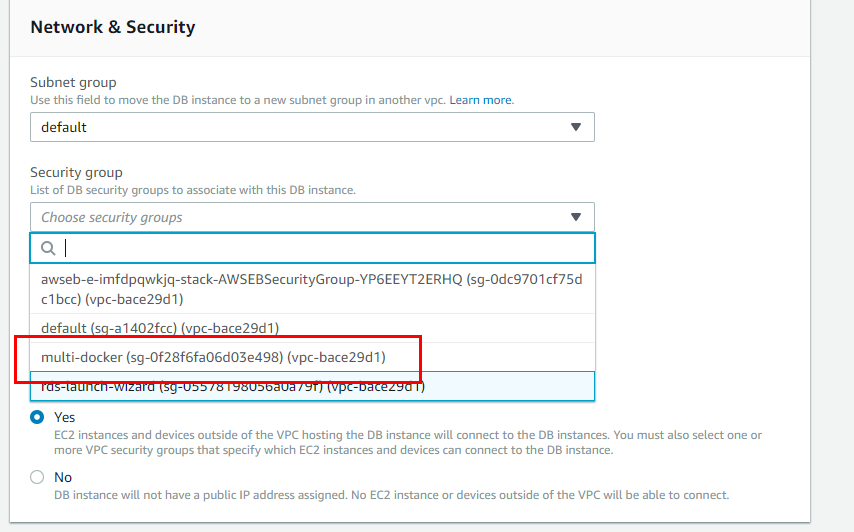 Network & Security
Subnet group
Use this field to move the DB instance to a new subnet group in another vpc. Learn more.
default
Security group
List of DB security groups to associate with this DB instance.
Choose security groups
awseb-e-imfdpqwkjq-stack-AWSEBSecurityGroup-YP6EEYT2ERHQ (sg-0dc9701cf75d
c1bcc) (vpc-bace29d1)
default (sg-a1402fcc) (vpc-bace29d1)
multi-docker (sg-0f28f6fa06d03e498) (vpc-bace29d1)
rds-launch-wizard (sg-05578198056a0a79f) (vpc-bace29d1)
Yes
EC2 instances and devices outside of the VPC hosting the DB instance will connect to the DB instances. You must also select one or
more VPC security groups that specify which EC2 instances and devices can connect to the DB instance.
No
DB instance will not have a public IP address assigned. No EC2 instance or devices outside of the VPC will be able to connect.